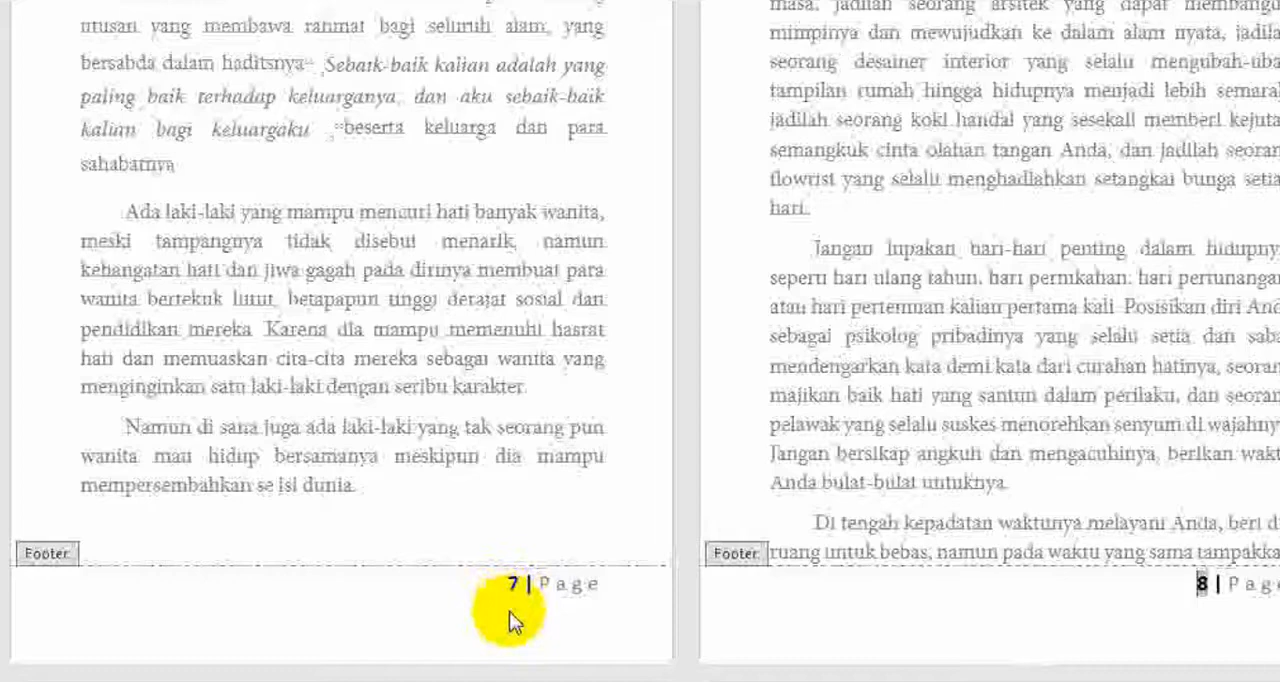 utusan yang membawa rahmat bagi seluruh alam, yang
bersabda dalam haditsnya "Sebaik-baik kalian adalah yang
paling baik terhadap keluarganya, dan aku sebaik-baik
kalian bagi keluargaku," beserta keluarga dan para
sahabatnya
Ada laki-laki yang mampu mencuri hati banyak wanita,
meski tampangnya tidak disebut menarik, namun
kehangatan hati dan jiwa gagah pada dirinya membuat para
wanita bertekuk lutut, betapapun tinggi derajat sosial dan
pendidikan mereka. Karena dia mampu memenuhi hasrat
hati dan memuaskan cita-cita mereka sebagai wanita yang
menginginkan satu laki-laki dengan seribu karakter.
Namun di sana juga ada laki-laki yang tak seorang pun
wanita mau hidup bersamanya meskipun dia mampu
mempersembahkan se isi dunia.
Footer
7 | Page
masa, jadilah seorang arsitek yang dapat membangu
mimpinya dan mewujudkan ke dalam alam nyata, jadila
seorang desainer interior yang selalu mengubah-uba
tampilan rumah hingga hidupnya menjadi lebih semara
jadilah seorang koki handal yang sesekali memberi kejuta
semangkuk cinta olahan tangan Anda, dan jadilah seoran
flowrist yang selalu menghadiahkan setangkai bunga setia
hari.
Jangan lupakan hari-hari penting dalam hidupny
seperti hari ulang tahun, hari pernikahan, hari pertunangan
atau hari pertemuan kalian pertama kali. Posisikan diri And
sebagai psikolog pribadinya yang selalu setia dan saba
mendengarkan kata demi kata dari curahan hatinya, seoran
majikan baik hati yang santun dalam perilaku, dan seoran
pelawak yang selalu suskes menorehkan senyum di wajahny
Jangan bersikap angkuh dan mengacuhinya, berikan wakt
Anda bulat-bulat untuknya.
Di tengah kepadatan waktunya melayani Anda, beri d
ruang untuk bebas, namun pada waktu yang sama tampakka
Footer
8 | Page